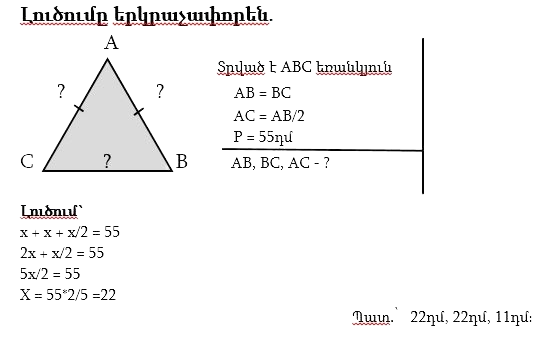 Լուծումը երկրաչափորեն.
A
? ?
C ? B
Տրված է ABC եռանկյուն
AB = BC
AC = AB/2
P = 55դմ
AB, BC, AC - ?
Լուծում՝
x + x + x/2 = 55
2x + x/2 = 55
5x/2 = 55
X = 55*2/5 =22
Պատ.՝ 22դմ, 22դմ, 11դմ: